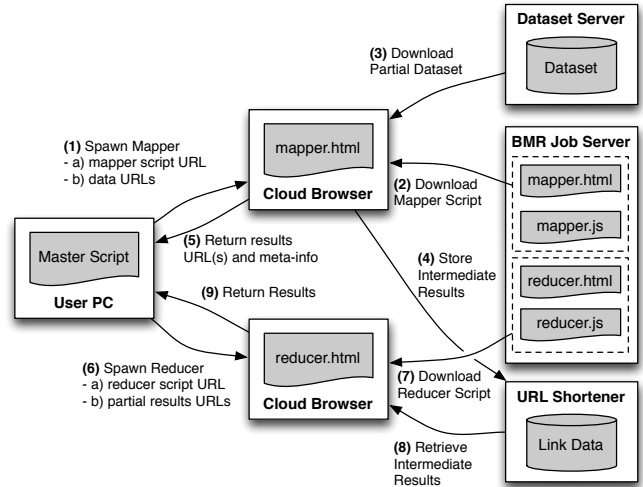 Dataset Server
Dataset
(3) Download
Partial Dataset
BMR Job Server
mapper.html
mapper.js
reducer.html
reducer.js
mapper.html
Cloud Browser
(1) Spawn Mapper
- a) mapper script URL
- b) data URLs
(2) Download
Mapper Script
(5) Return results
URL(s) and meta-info
(4) Store
Intermediate
Results
Master Script
User PC
(9) Return Results
reducer.html
Cloud Browser
(6) Spawn Reducer
- a) reducer script URL
- b) partial results URLs
(7) Download
Reducer Script
URL Shortener
Link Data
(8) Retrieve
Intermediate
Results